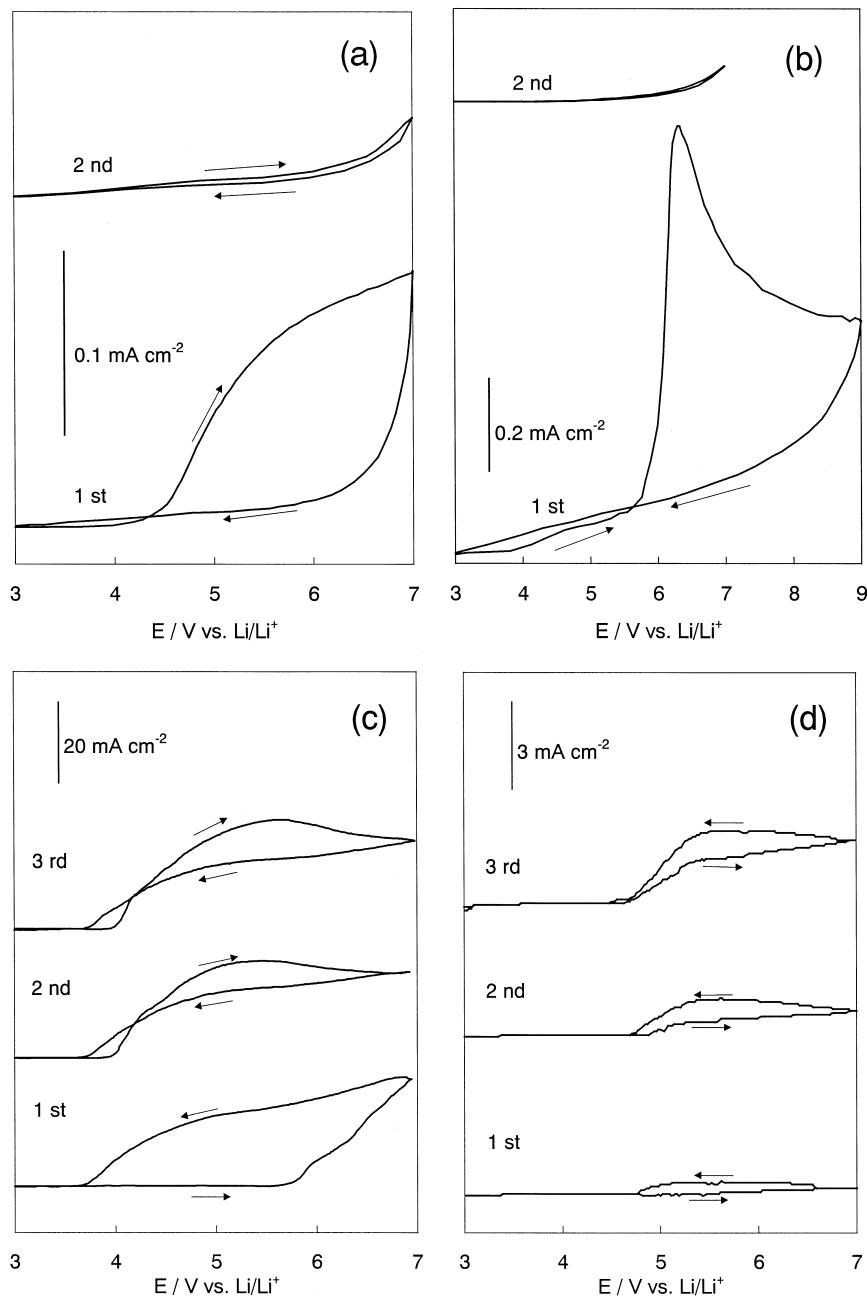 (a)
2 nd
0.1 mA cm-2
1 st
3 4 5 6 7
E / V vs. Li/Li+
(b)
2 nd
0.2 mA cm-2
1 st
3 4 5 6 7 8 9
E / V vs. Li/Li+
(c)
20 mA cm-2
3 rd
2 nd
1 st
3 4 5 6 7
E / V vs. Li/Li+
(d)
3 mA cm-2
3 rd
2 nd
1 st
3 4 5 6 7
E / V vs. Li/Li+